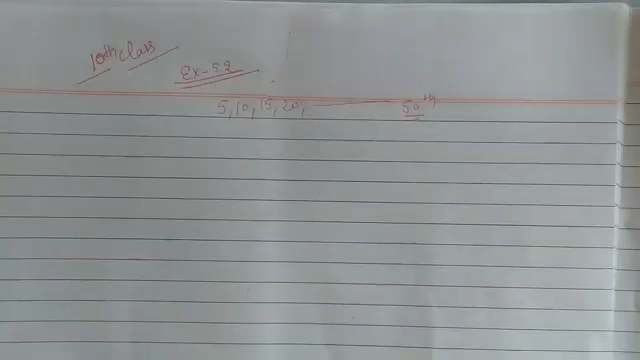 10th class
Ex-5.2
5, 10, 15, 20, ——— 50th